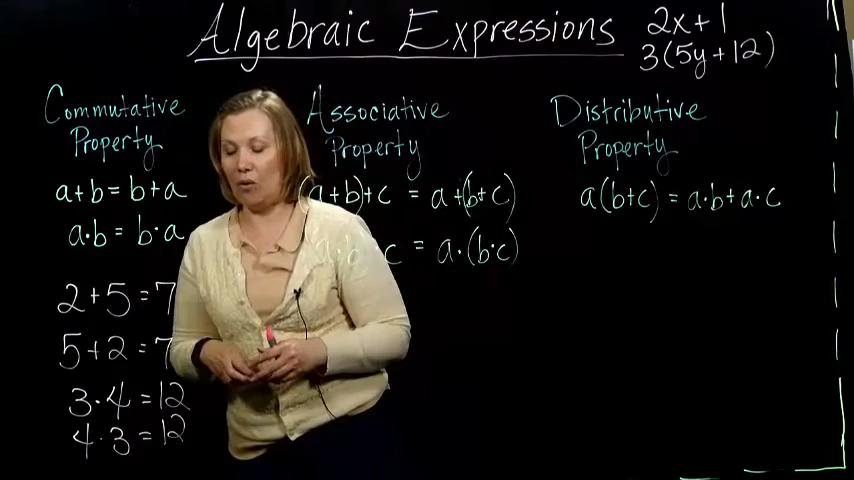 Algebraic Expressions
2x+1
3(5y+12)
Commutative
Property
a+b=b+a
a·b=b·a
2+5=7
5+2=7
3·4=12
4·3=12
Associative
Property
(a+b)+c = a+(b+c)
a·b·c = a·(b·c)
Distributive
Property
a(b+c) = a·b+a·c